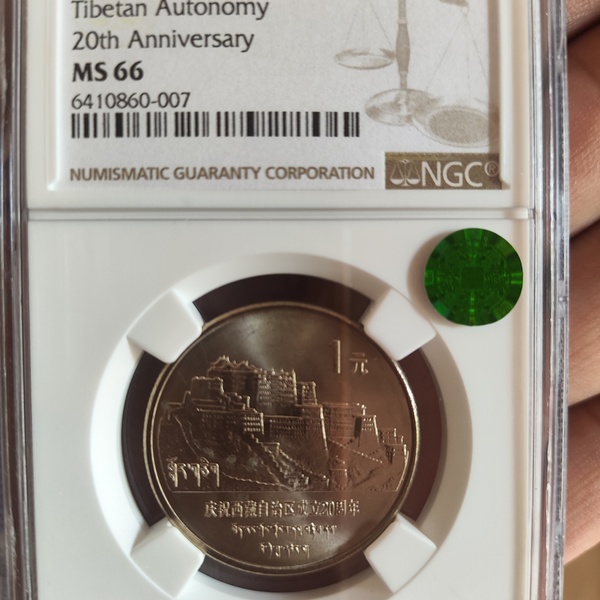 Tibetan Autonomy
20th Anniversary
MS 66
6410860-007
NUMISMATIC GUARANTY CORPORATION
NGC®
1元
庆祝西藏自治区成立20周年